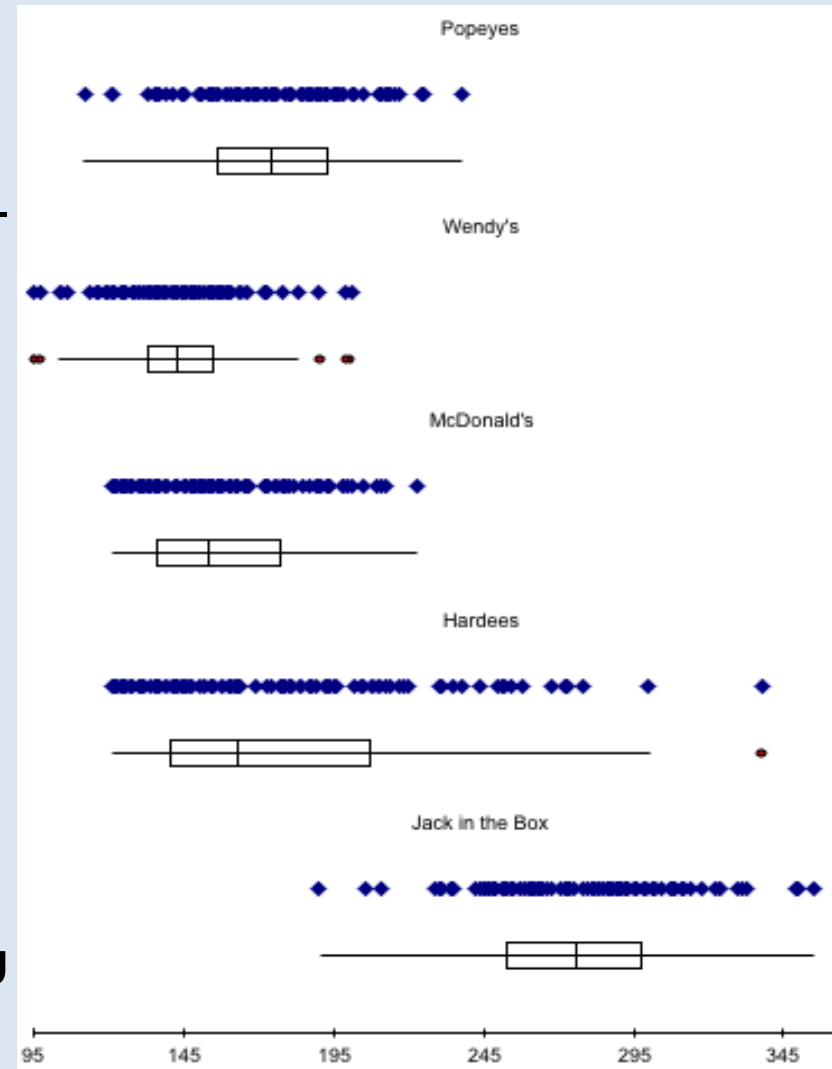 Popeyes
Wendy's
McDonald's
Hardees
Jack in the Box
95 145 195 245 295 345